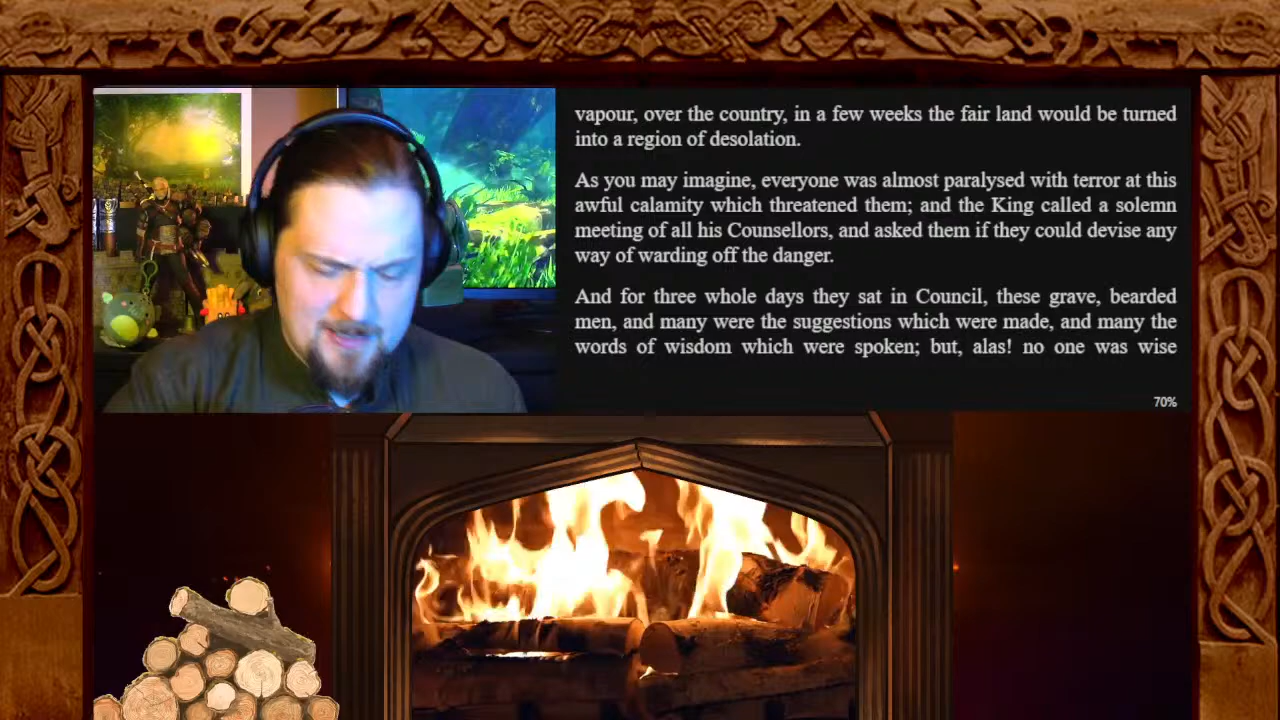 vapour, over the country, in a few weeks the fair land would be turned
into a region of desolation.
As you may imagine, everyone was almost paralysed with terror at this
awful calamity which threatened them; and the King called a solemn
meeting of all his Counsellors, and asked them if they could devise any
way of warding off the danger.
And for three whole days they sat in Council, these grave, bearded
men, and many were the suggestions which were made, and many the
words of wisdom which were spoken; but, alas! no one was wise
70%